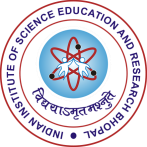 INDIAN INSTITUTE OF SCIENCE EDUCATION AND RESEARCH BHOPAL
विद्ययाऽमृतमश्नुते